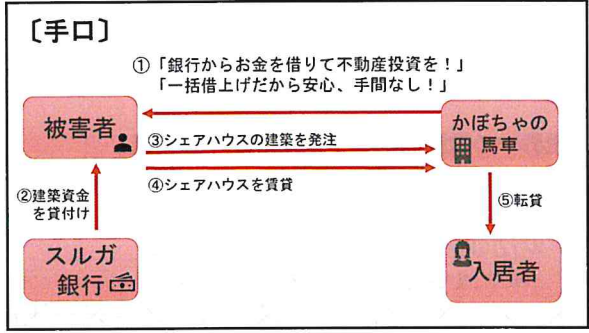 〔手口〕
①「銀行からお金を借りて不動産投資を！」
「一括借上げだから安心、手間なし！」
被害者
かぼちゃの
馬車
③シェアハウスの建築を発注
④シェアハウスを賃貸
②建築資金
を貸付け
⑤転貸
スルガ
銀行
入居者